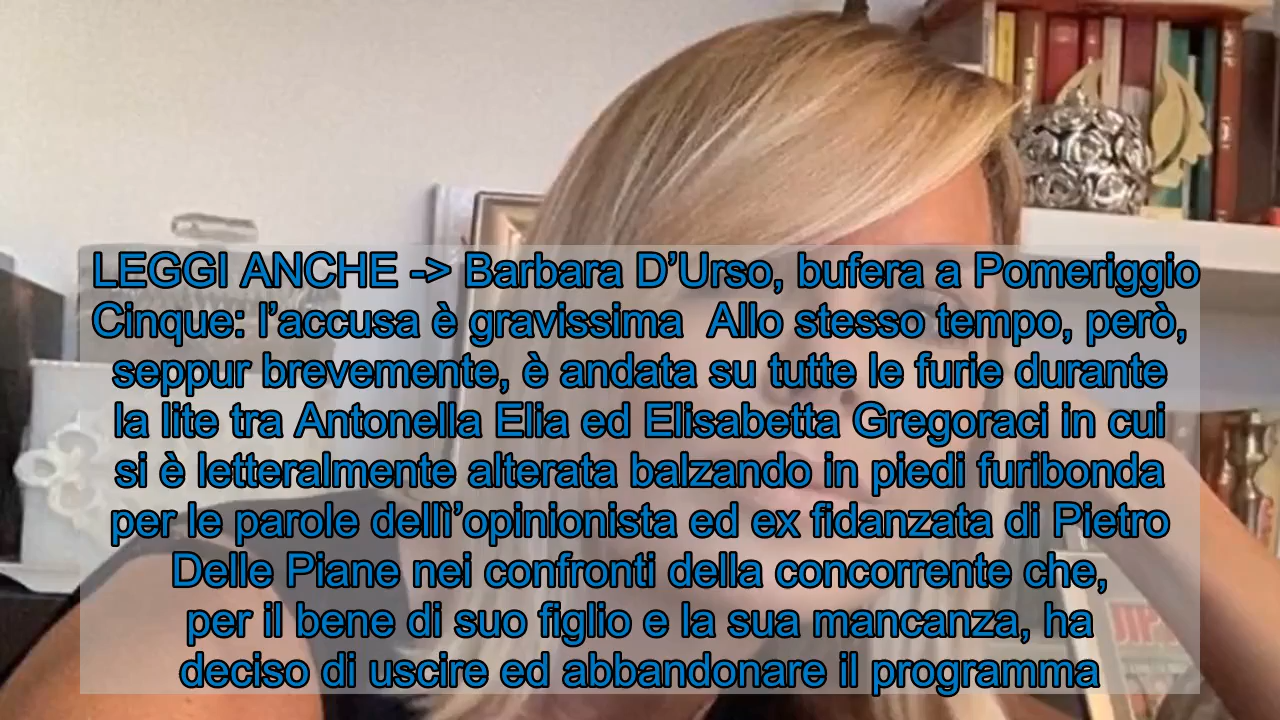 LEGGI ANCHE -> Barbara D’Urso, bufera a Pomeriggio
Cinque: l’accusa è gravissima  Allo stesso tempo, però,
seppur brevemente, è andata su tutte le furie durante
la lite tra Antonella Elia ed Elisabetta Gregoraci in cui
si è letteralmente alterata balzando in piedi furibonda
per le parole dellì’opinionista ed ex fidanzata di Pietro
Delle Piane nei confronti della concorrente che,
per il bene di suo figlio e la sua mancanza, ha
deciso di uscire ed abbandonare il programma